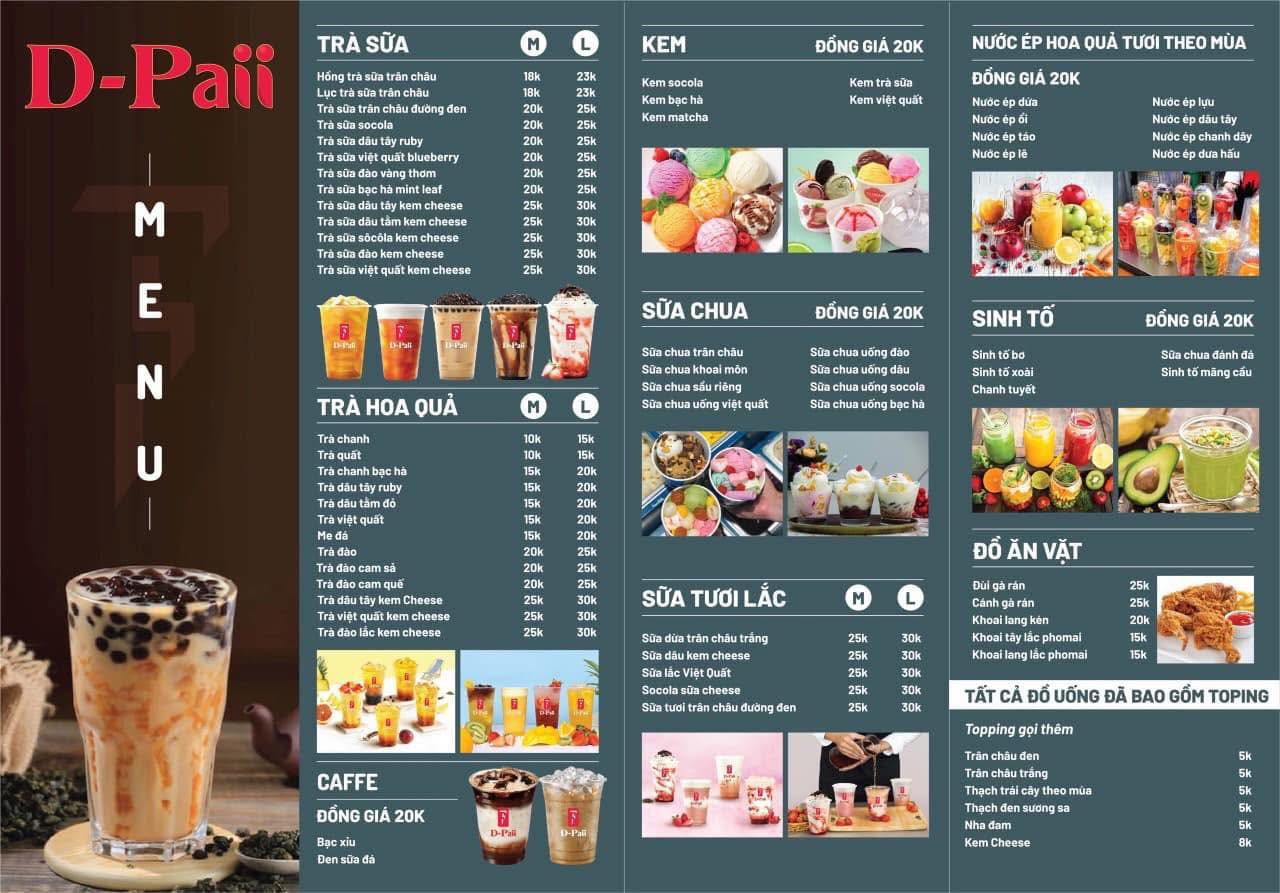 D-Paii
MENU
TRÀ SỮA M L
Hồng trà sữa trân châu 18k 23k
Lục trà sữa trân châu 18k 23k
Trà sữa trân châu đường đen 20k 25k
Trà sữa socola 20k 25k
Trà sữa dâu tây ruby 20k 25k
Trà sữa việt quất blueberry 20k 25k
Trà sữa đào vàng thơm 20k 25k
Trà sữa bạc hà mint leaf 20k 25k
Trà sữa dâu tây kem cheese 25k 30k
Trà sữa dâu tằm kem cheese 25k 30k
Trà sữa sôcôla kem cheese 25k 30k
Trà sữa đào kem cheese 25k 30k
Trà sữa việt quất kem cheese 25k 30k
D-Paii
D-Paii
D-Paii
D-Paii
D-Paii
TRÀ HOA QUẢ M L
Trà chanh 10k 15k
Trà quất 10k 15k
Trà chanh bạc hà 15k 20k
Trà dâu tây ruby 15k 20k
Trà dâu tằm đỏ 15k 20k
Trà việt quất 15k 20k
Me đá 15k 20k
Trà đào 20k 25k
Trà đào cam sả 20k 25k
Trà đào cam quế 20k 25k
Trà dâu tây kem Cheese 25k 30k
Trà việt quất kem cheese 25k 30k
Trà đào lắc kem cheese 25k 30k
CAFFE
ĐỒNG GIÁ 20K
Bạc xỉu
Đen sữa đá
D-Paii
D-Paii
KEM ĐỒNG GIÁ 20K
Kem socola Kem trà sữa
Kem bạc hà Kem việt quất
Kem matcha
SỮA CHUA ĐỒNG GIÁ 20K
Sữa chua trân châu Sữa chua uống đào
Sữa chua khoai môn Sữa chua uống dâu
Sữa chua sầu riêng Sữa chua uống socola
Sữa chua uống việt quất Sữa chua uống bạc hà
SỮA TƯƠI LẮC M L
Sữa dừa trân châu trắng 25k 30k
Sữa dâu kem cheese 25k 30k
Sữa lắc Việt Quất 25k 30k
Socola sữa cheese 25k 30k
Sữa tươi trân châu đường đen 25k 30k
NƯỚC ÉP HOA QUẢ TƯƠI THEO MÙA
ĐỒNG GIÁ 20K
Nước ép dứa Nước ép lựu
Nước ép ổi Nước ép dâu tây
Nước ép táo Nước ép chanh dây
Nước ép lê Nước ép dưa hấu
SINH TỐ ĐỒNG GIÁ 20K
Sinh tố bơ Sữa chua đánh đá
Sinh tố xoài Sinh tố mãng cầu
Chanh tuyết
ĐỒ ĂN VẶT
Đùi gà rán 25k
Cánh gà rán 25k
Khoai lang kén 20k
Khoai tây lắc phomai 15k
Khoai lang lắc phomai 15k
TẤT CẢ ĐỒ UỐNG ĐÃ BAO GỒM TOPING
Topping gọi thêm
Trân châu đen 5k
Trân châu trắng 5k
Thạch trái cây theo mùa 5k
Thạch đen sương sa 5k
Nha đam 5k
Kem Cheese 8k